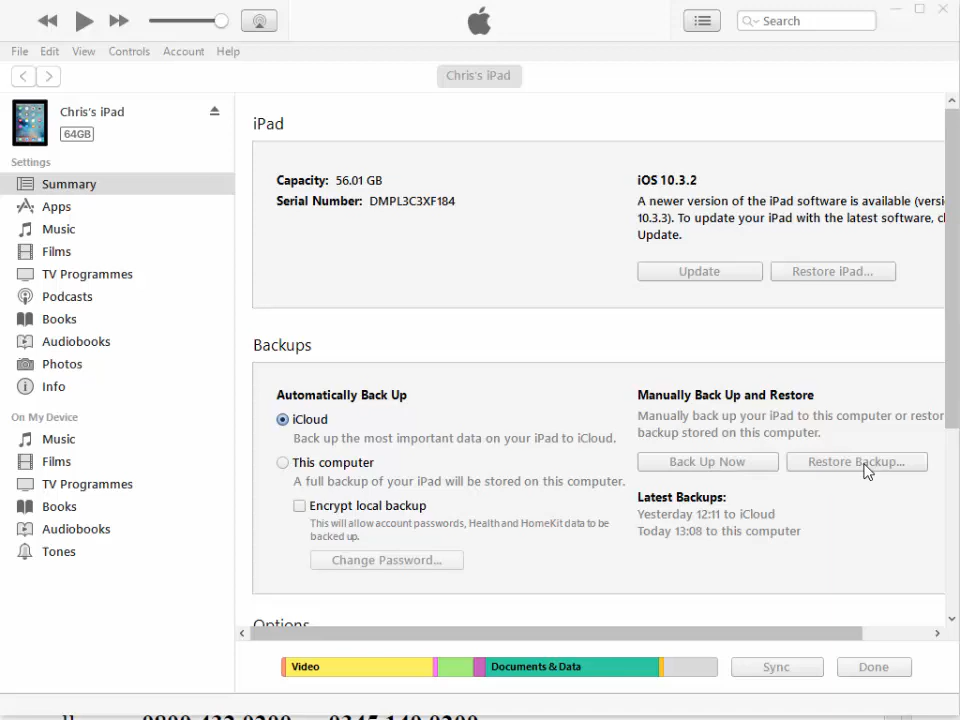 Search
File Edit View Controls Account Help
Chris's iPad
Chris's iPad
64GB
Settings
Summary
Apps
Music
Films
TV Programmes
Podcasts
Books
Audiobooks
Photos
Info
On My Device
Music
Films
TV Programmes
Books
Audiobooks
Tones
iPad
Capacity: 56.01 GB
Serial Number: DMPL3C3XF184
iOS 10.3.2
A newer version of the iPad software is available (versi
10.3.3). To update your iPad with the latest software, cl
Update.
Update Restore iPad...
Backups
Automatically Back Up
iCloud
Back up the most important data on your iPad to iCloud.
This computer
A full backup of your iPad will be stored on this computer.
Encrypt local backup
This will allow account passwords, Health and HomeKit data to be
backed up.
Change Password...
Manually Back Up and Restore
Manually back up your iPad to this computer or restor
backup stored on this computer.
Back Up Now Restore Backup...
Latest Backups:
Yesterday 12:11 to iCloud
Today 13:08 to this computer
Options
Video Documents & Data Sync Done